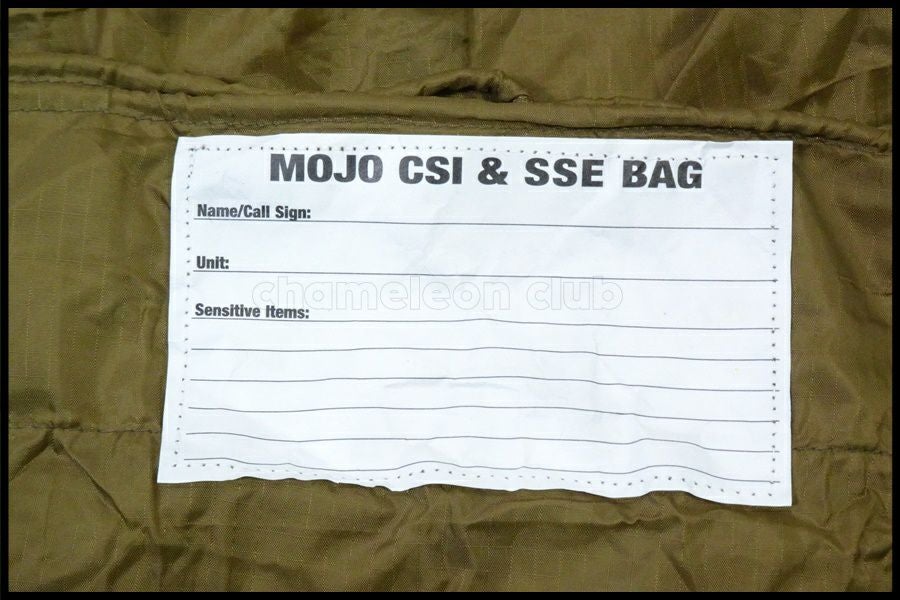 MOJO CSI & SSE BAG
Name/Call Sign:
Unit:
chameleon club
Sensitive Items: